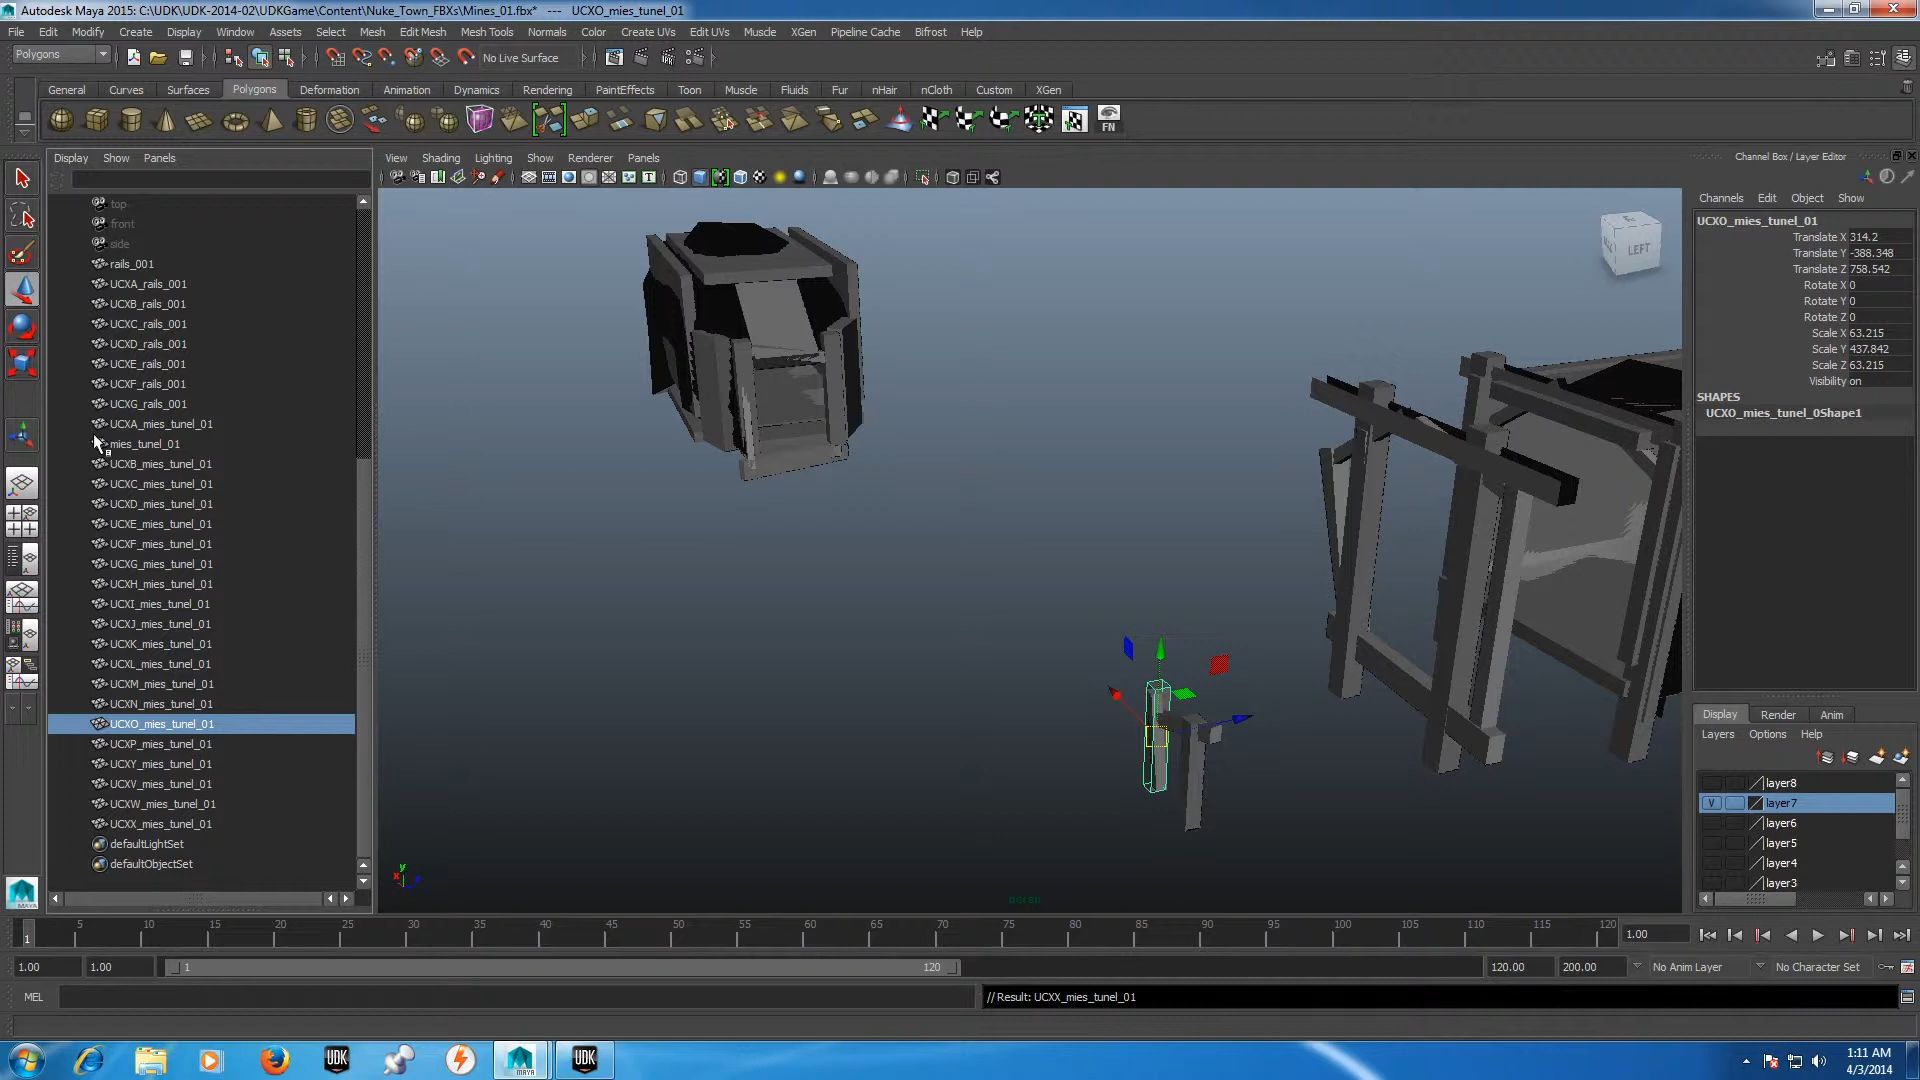 Autodesk Maya 2015: C:\UDK\UDK-2014-02\UDKGame\Content\Nuke_Town_FBXs\Mines_01.fbx* --- UCXO_mies_tunel_01
File Edit Modify Create Display Window Assets Select Mesh Edit Mesh Mesh Tools Normals Color Create UVs Edit UVs Muscle XGen Pipeline Cache Bifrost Help
Polygons No Live Surface
General Curves Surfaces Polygons Deformation Animation Dynamics Rendering PaintEffects Toon Muscle Fluids Fur nHair nCloth Custom XGen
FN
Display Show Panels
View Shading Lighting Show Renderer Panels
Channel Box / Layer Editor
Channels Edit Object Show
top
front
side
rails_001
UCXA_rails_001
UCXB_rails_001
UCXC_rails_001
UCXD_rails_001
UCXE_rails_001
UCXF_rails_001
UCXG_rails_001
UCXA_mies_tunel_01
mies_tunel_01
UCXB_mies_tunel_01
UCXC_mies_tunel_01
UCXD_mies_tunel_01
UCXE_mies_tunel_01
UCXF_mies_tunel_01
UCXG_mies_tunel_01
UCXH_mies_tunel_01
UCXI_mies_tunel_01
UCXJ_mies_tunel_01
UCXK_mies_tunel_01
UCXL_mies_tunel_01
UCXM_mies_tunel_01
UCXN_mies_tunel_01
UCXO_mies_tunel_01
UCXP_mies_tunel_01
UCXY_mies_tunel_01
UCXV_mies_tunel_01
UCXW_mies_tunel_01
UCXX_mies_tunel_01
defaultLightSet
defaultObjectSet
LEFT
y
x
persp
UCXO_mies_tunel_01
Translate X 314.2
Translate Y -388.348
Translate Z 758.542
Rotate X 0
Rotate Y 0
Rotate Z 0
Scale X 63.215
Scale Y 437.842
Scale Z 63.215
Visibility on
SHAPES
UCXO_mies_tunel_0Shape1
Display Render Anim
Layers Options Help
layer8
V layer7
layer6
layer5
layer4
layer3
1 5 10 15 20 25 30 35 40 45 50 55 60 65 70 75 80 85 90 95 100 105 110 115 120 1.00
1.00 1.00 1 120 120.00 200.00 No Anim Layer No Character Set
MEL // Result: UCXX_mies_tunel_01
UDK MAYA UDK
1:11 AM
4/3/2014